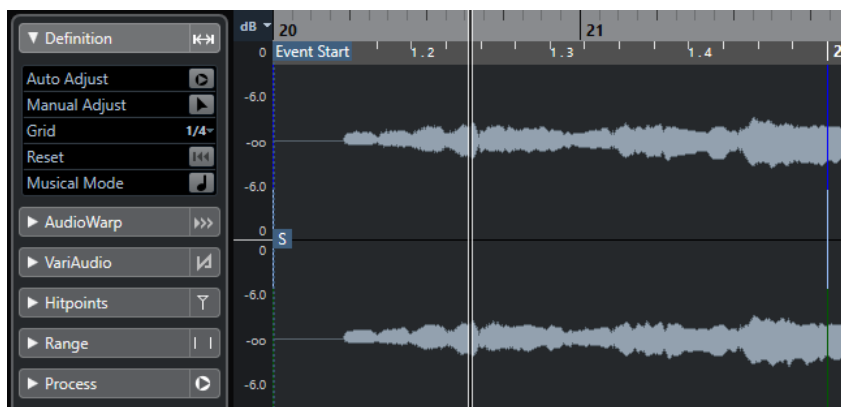 Definition
Auto Adjust
Manual Adjust
Grid 1/4
Reset
Musical Mode
AudioWarp
VariAudio
Hitpoints
Range
Process
dB 20 21
0 Event Start 1.2 1.3 1.4 2
-6.0
-oo
-6.0
0
S
0
-6.0
-oo
-6.0